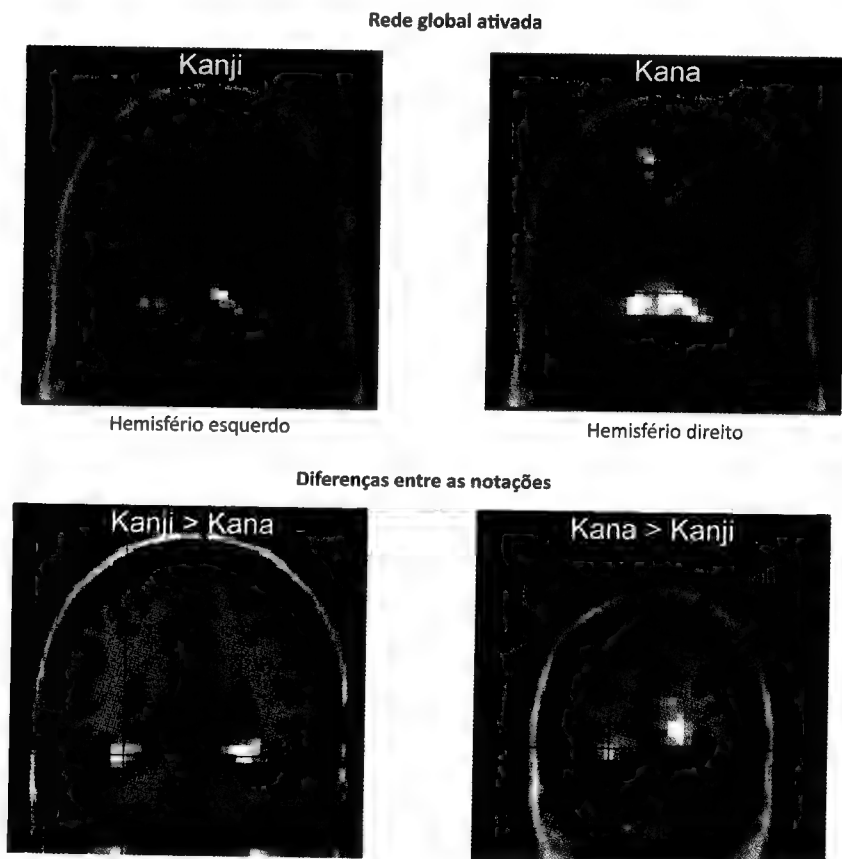 Rede global ativada
Kanji
Kana
Hemisfério esquerdo
Hemisfério direito
Diferenças entre as notações
Kanji > Kana
Kana > Kanji